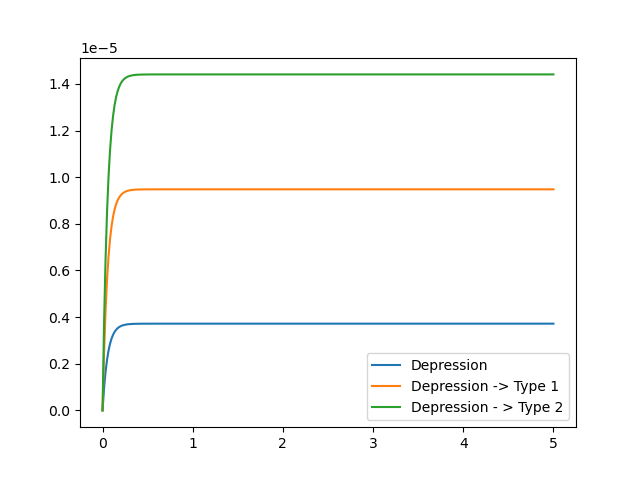 1e−5
1.4
1.2
1.0
0.8
0.6
0.4
0.2
0.0
0 1 2 3 4 5
Depression
Depression -> Type 1
Depression - > Type 2